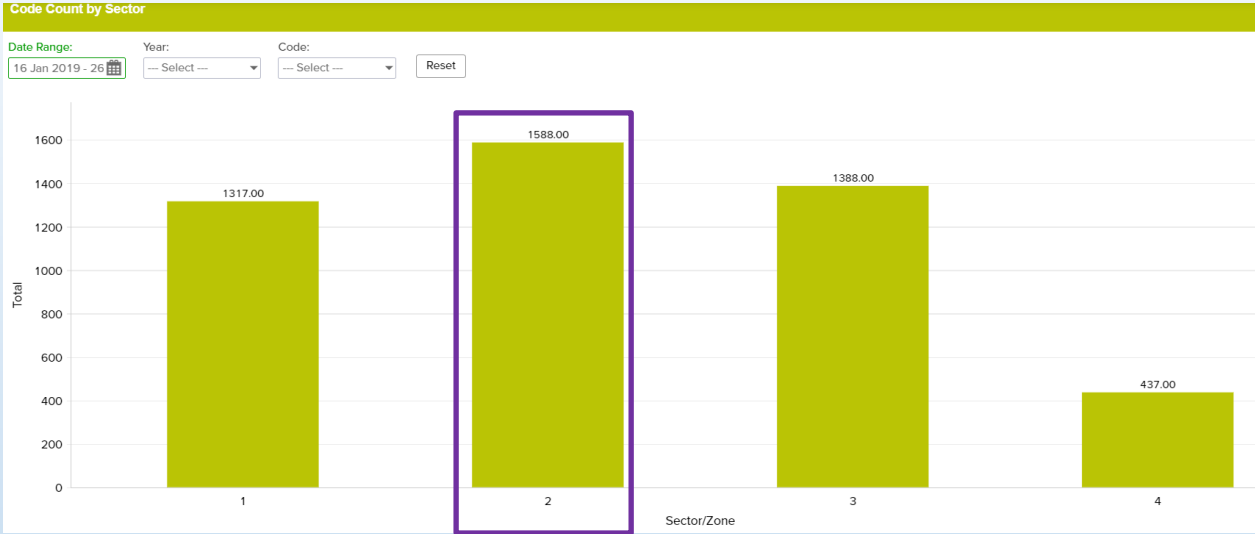 Code Count by Sector
Date Range: Year: Code:
16 Jan 2019 - 26 --- Select --- --- Select --- Reset
1600
1400
1200
1000
800
600
400
200
0
Total
1317.00
1588.00
1388.00
437.00
1 2 3 4
Sector/Zone